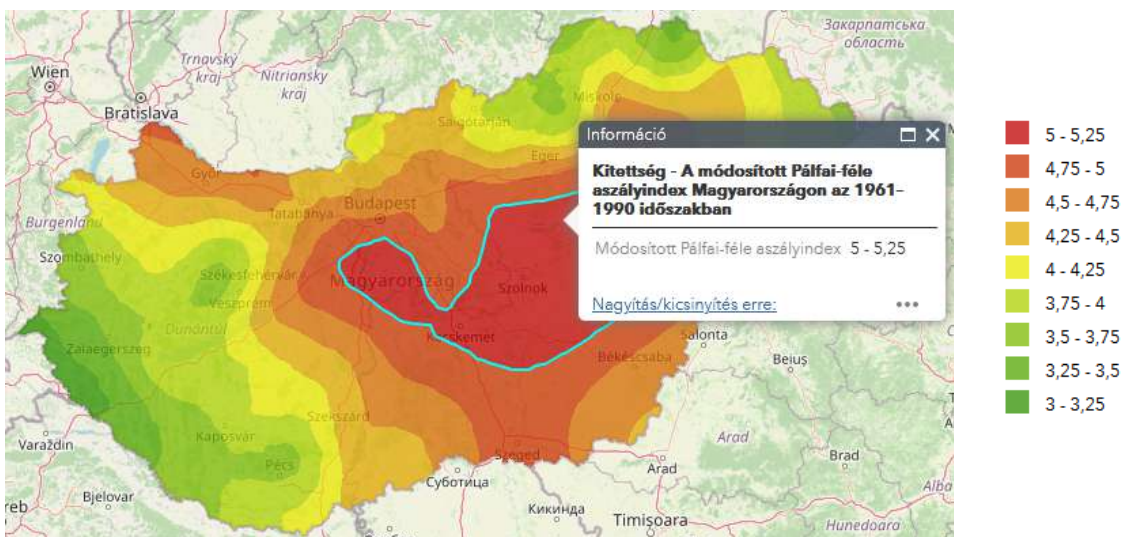 Закарпатська
область
Trnavský
kraj
Nitriansky
kraj
Wien
Bratislava
Miskolc
Salgótarján
Eger
Győr
Tatabánya
Budapest
Burgenland
Szombathely
Székesfehérvár
Veszprém
Magyarország
Szolnok
Dunántúl
Kecskemét
Zalaegerszeg
Békéscsaba
Salonta
Beiuș
Szekszárd
Kaposvár
Pécs
Szeged
Varaždin
Суботица
Arad
Arad
Brad
Alba
reb
Bjelovar
Кикинда
Timișoara
Hunedoara
Információ
Kitettség - A módosított Pálfai-féle
aszályindex Magyarországon az 1961-
1990 időszakban
Módosított Pálfai-féle aszályindex 5 - 5,25
Nagyítás/kicsinyítés erre:
5 - 5,25
4,75 - 5
4,5 - 4,75
4,25 - 4,5
4 - 4,25
3,75 - 4
3,5 - 3,75
3,25 - 3,5
3 - 3,25